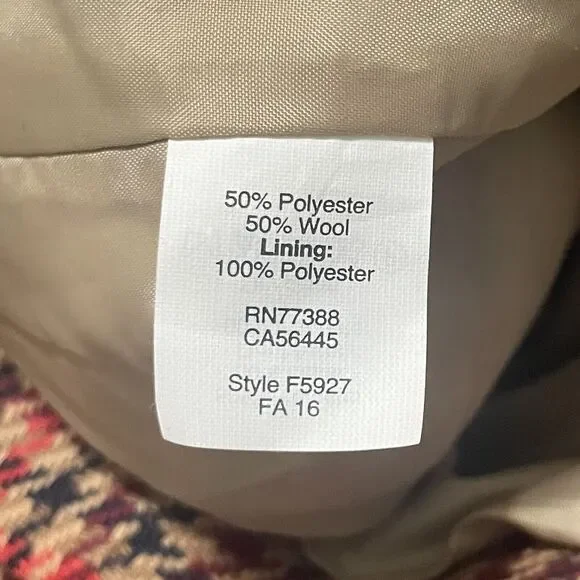 50% Polyester
50% Wool
Lining:
100% Polyester
RN77388
CA56445
Style F5927
FA 16